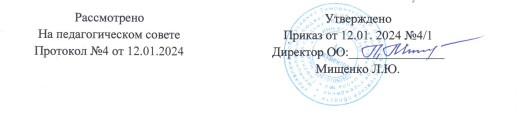 Рассмотрено
На педагогическом совете
Протокол №4 от 12.01.2024
Утверждено
Приказ от 12.01. 2024 №4/1
Директор ОО:
Мищенко Л.Ю.